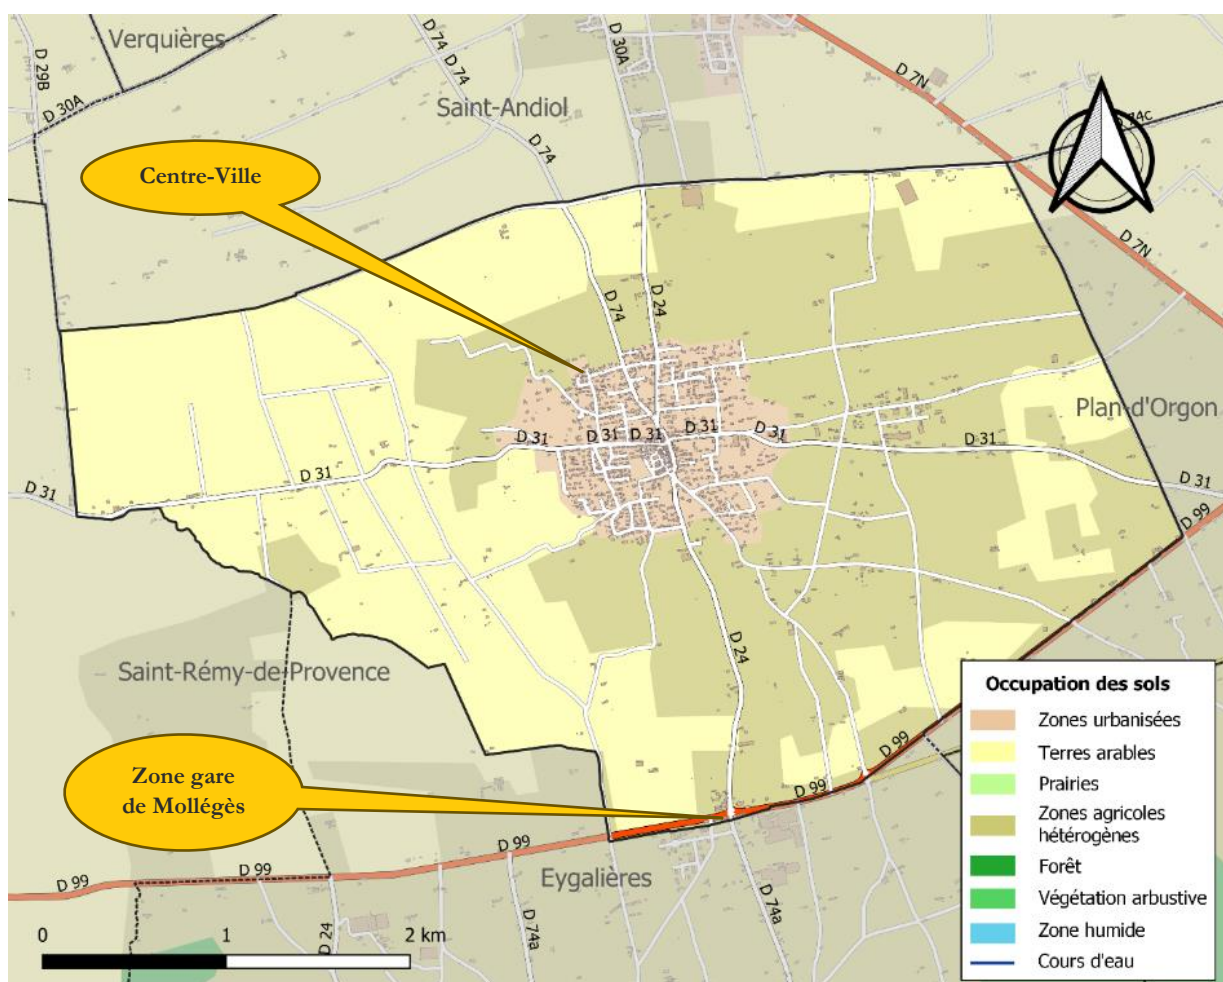 Verquières
D 29B
D 30A
D 74
D 74
D 30A
D 7N
Saint-Andiol
D 74
D 74c
Centre-Ville
D 7N
D 74
D 24
Plan-d'Orgon
D 31
D 31
D 31
D 31
D 31
D 31
D 31
D 31
D 99
Saint-Rémy-de-Provence
D 24
Zone gare
de Mollégès
D 99
D 99
D 99
D 99
D 99
Eygalières
D 24
D 74a
D 74a
0
1
2 km
Occupation des sols
Zones urbanisées
Terres arables
Prairies
Zones agricoles
hétérogènes
Forêt
Végétation arbustive
Zone humide
Cours d'eau